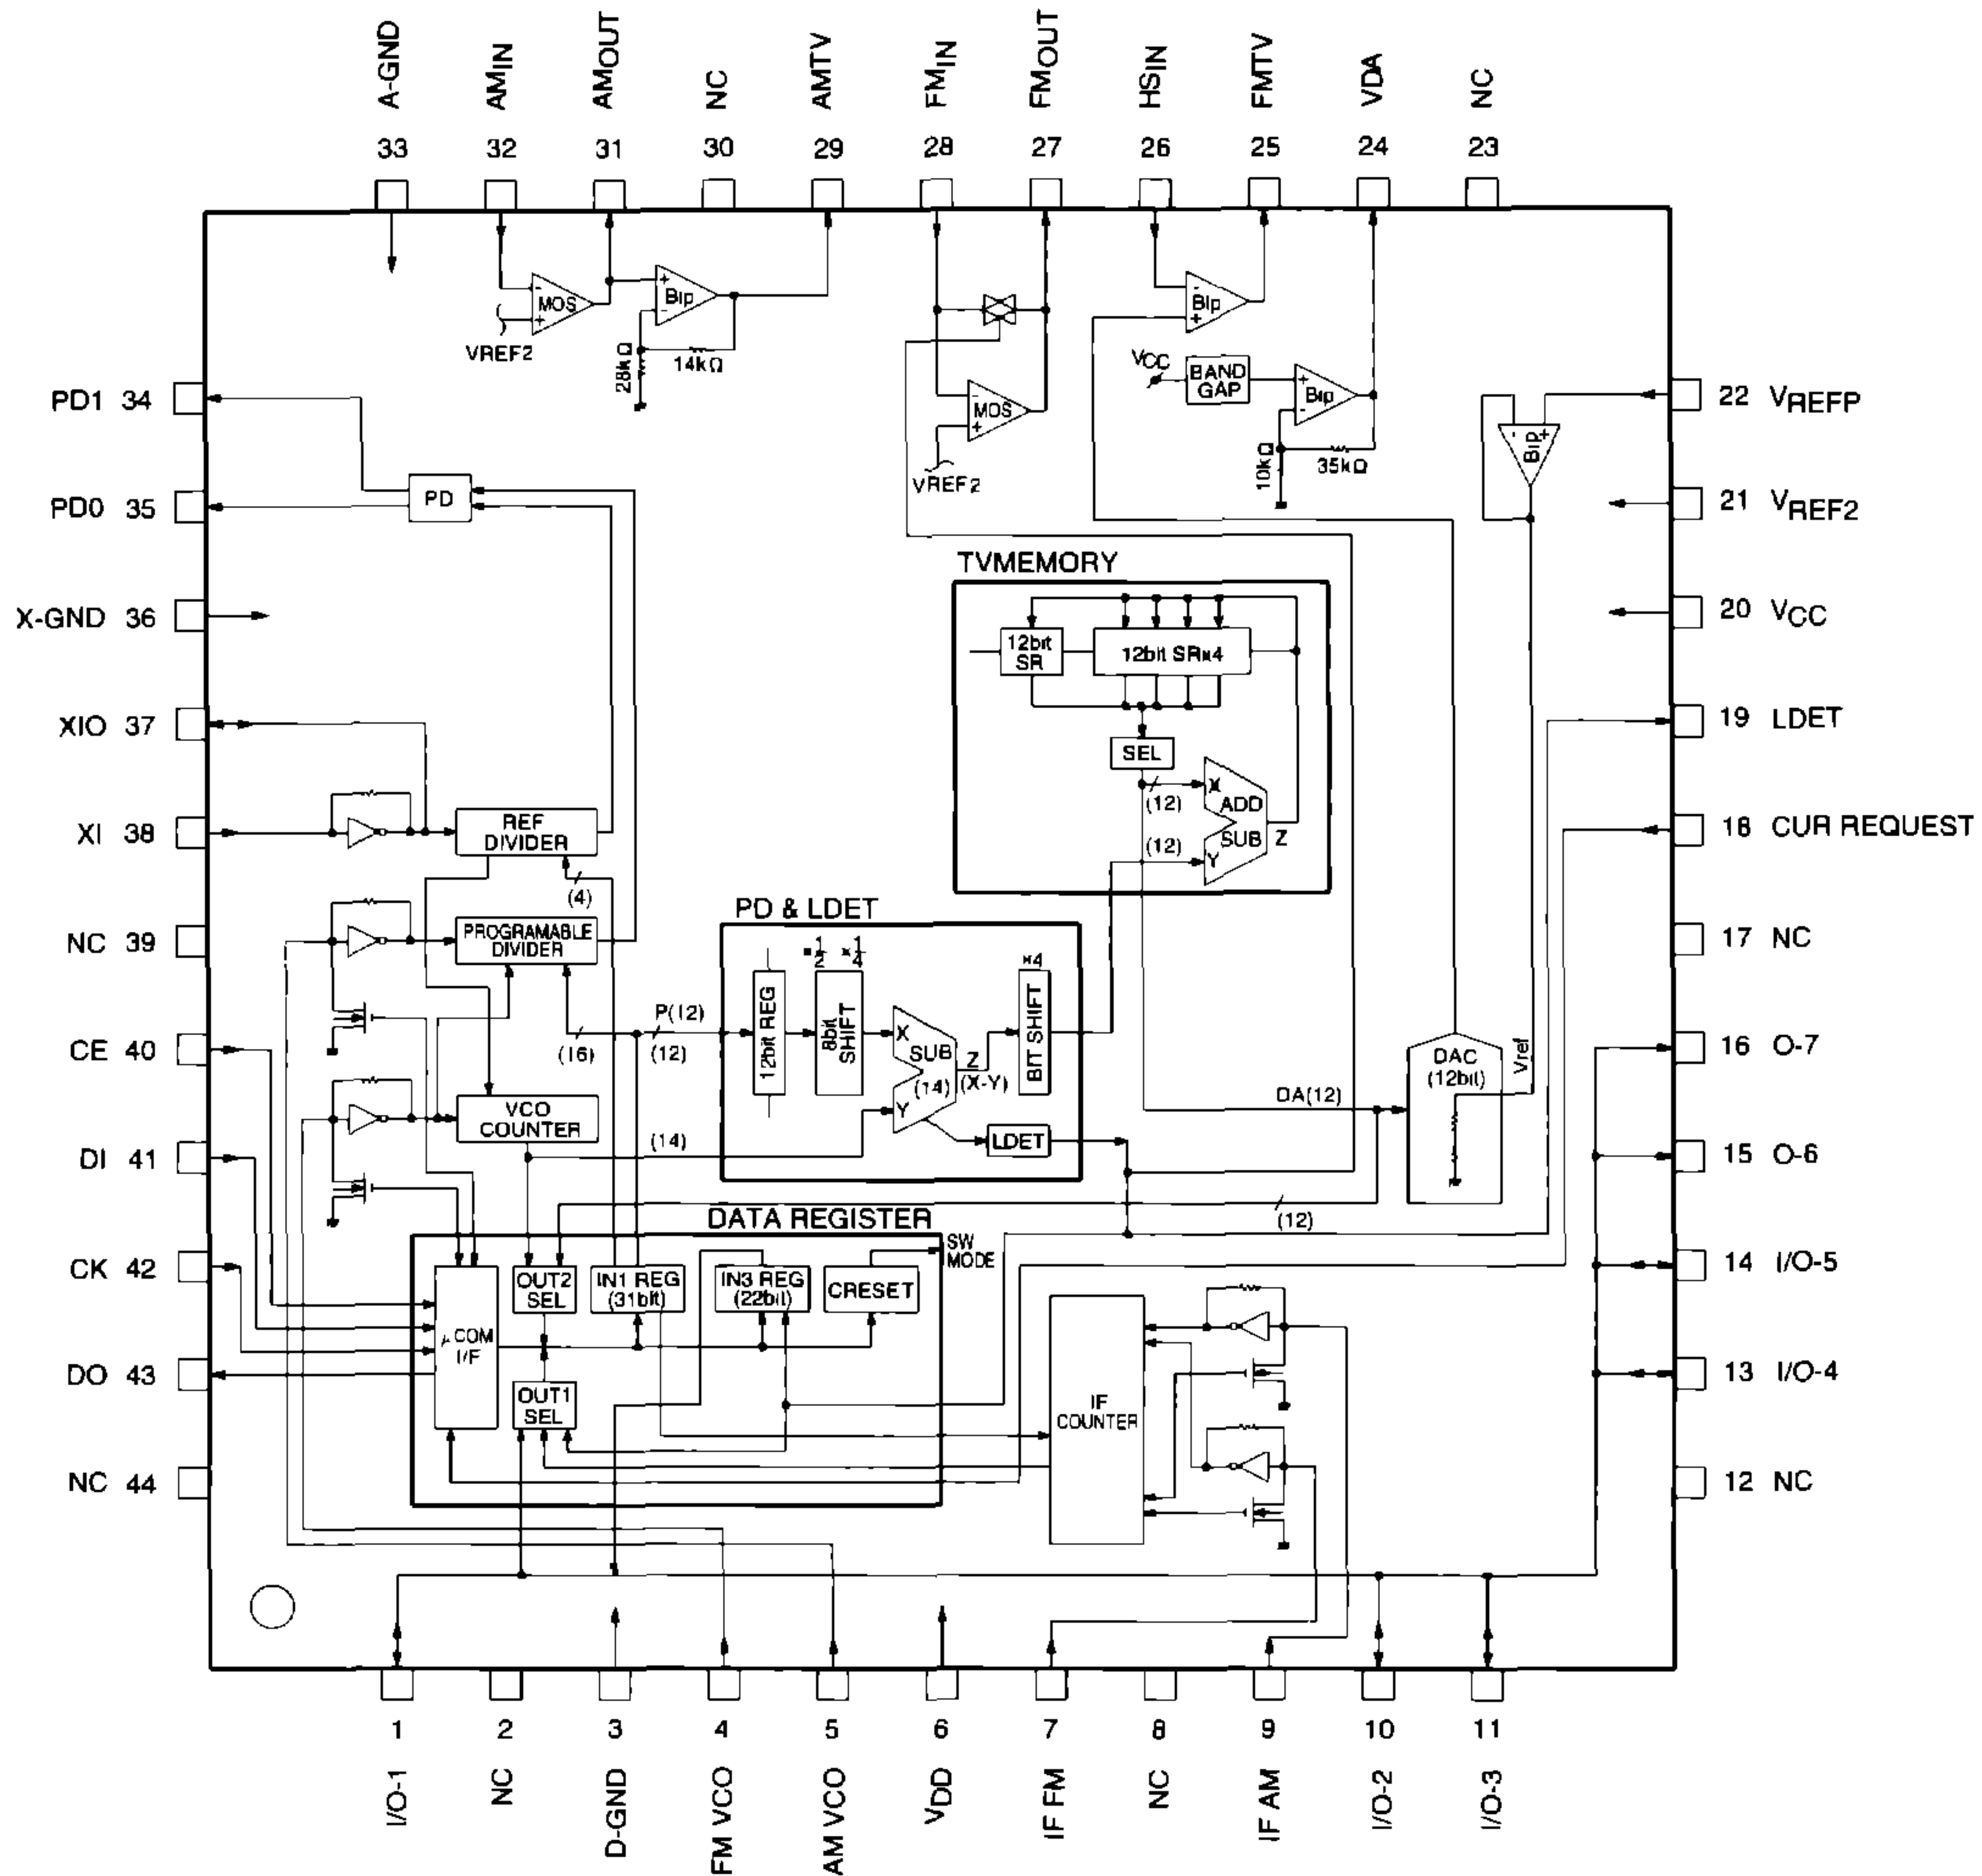 A-GND
AMIN
AMOUT
NC
AMTV
FMIN
FMOUT
HSIN
FMTV
VDA
NC
33 32 31 30 29 28 27 26 25 24 23
MOS
VREF2
Bip
28kΩ
14kΩ
MOS
VREF2
Bip
VCC
BAND
GAP
Bip
10kΩ
35kΩ
Bip
PD1 34
PD0 35
X-GND 36
XIO 37
XI 38
NC 39
CE 40
DI 41
CK 42
DO 43
NC 44
22 VREFP
21 VREF2
20 VCC
19 LDET
18 CUR REQUEST
17 NC
16 O-7
15 O-6
14 I/O-5
13 I/O-4
12 NC
PD
TVMEMORY
12bit
SR
12bit SR×4
SEL
(12)
X
ADD
SUB
Z
(12)
Y
REF
DIVIDER
(4)
PROGRAMABLE
DIVIDER
(16)
P(12)
(12)
VCO
COUNTER
(14)
PD & LDET
×1/2 ×1/4
×4
12bit REG
8bit
SHIFT
X
SUB
(14)
Y
Z
(X-Y)
BIT SHIFT
LDET
DA(12)
DAC
(12bit)
Vref
(12)
DATA REGISTER
SW
MODE
μCOM
I/F
OUT2
SEL
IN1 REG
(31bit)
IN3 REG
(22bit)
CRESET
OUT1
SEL
IF
COUNTER
1 2 3 4 5 6 7 8 9 10 11
I/O-1
NC
D-GND
FM VCO
AM VCO
VDD
IF FM
NC
IF AM
I/O-2
I/O-3